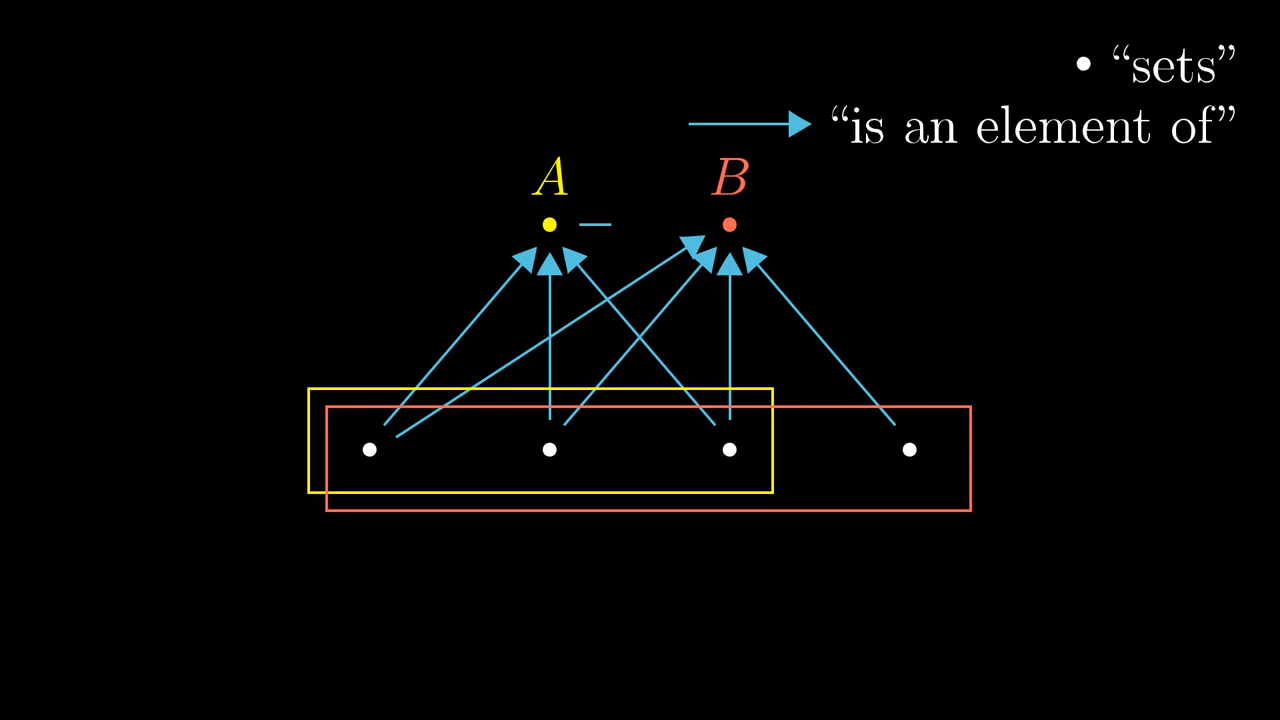 “sets”
“is an element of”
A
B